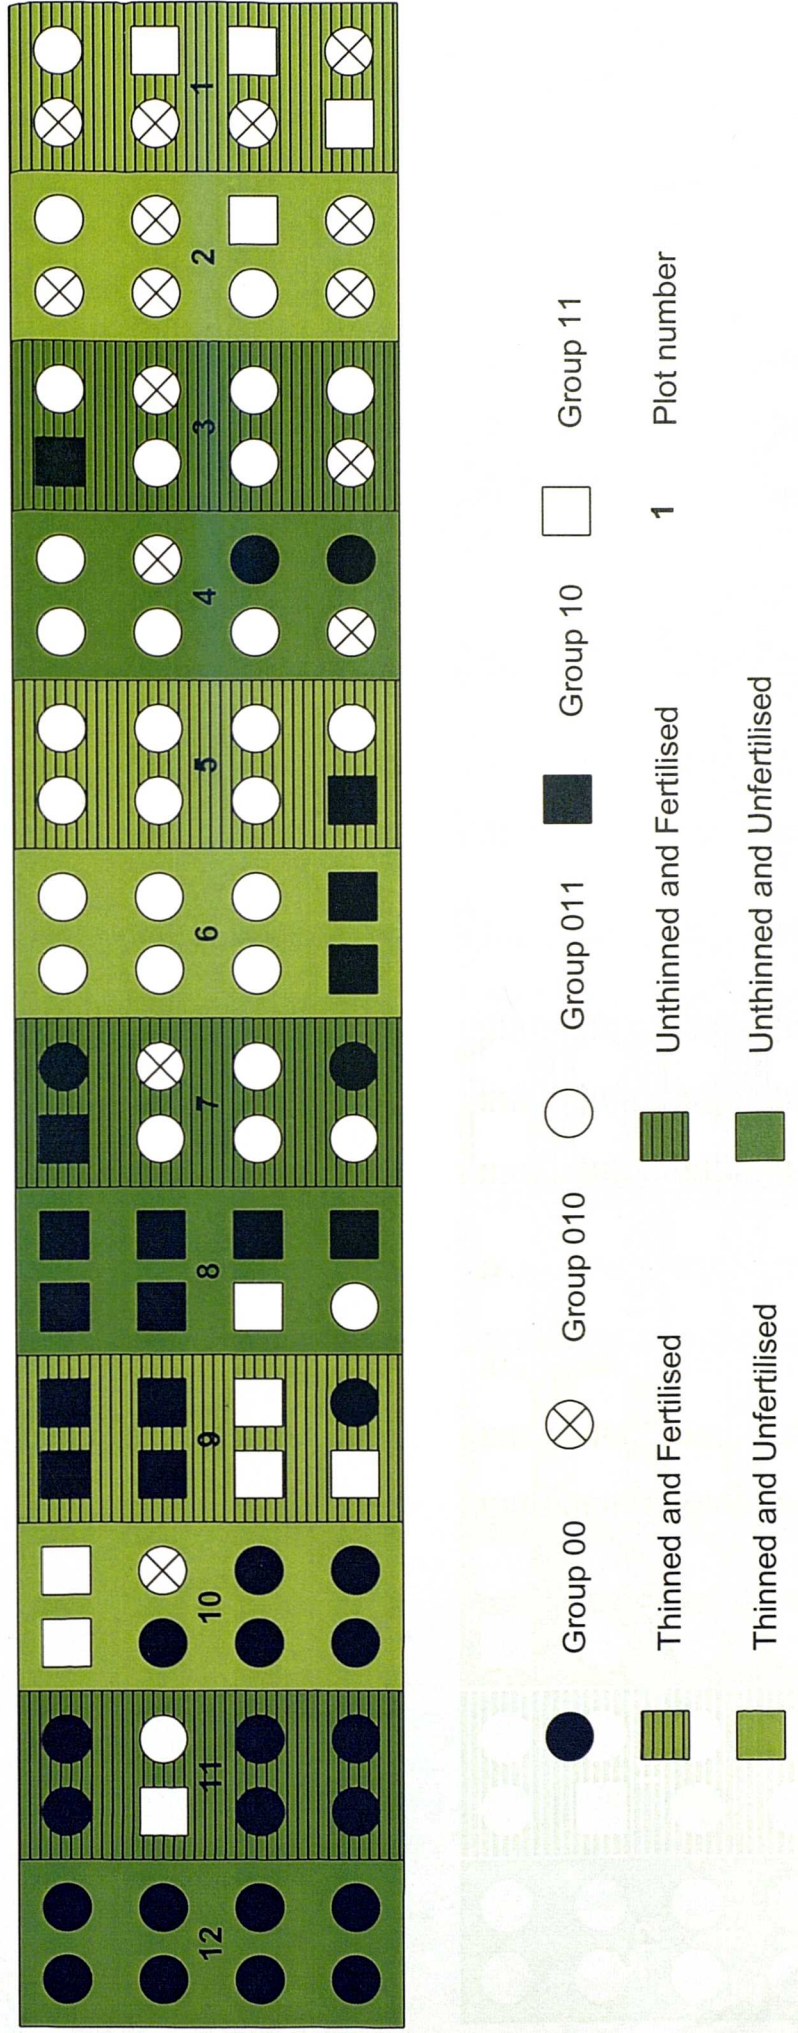 12 11 10 9 8 7 6 5 4 3 2 1
Group 00 Group 010 Group 011 Group 10 Group 11
Thinned and Fertilised Unthinned and Fertilised 1 Plot number
Thinned and Unfertilised Unthinned and Unfertilised